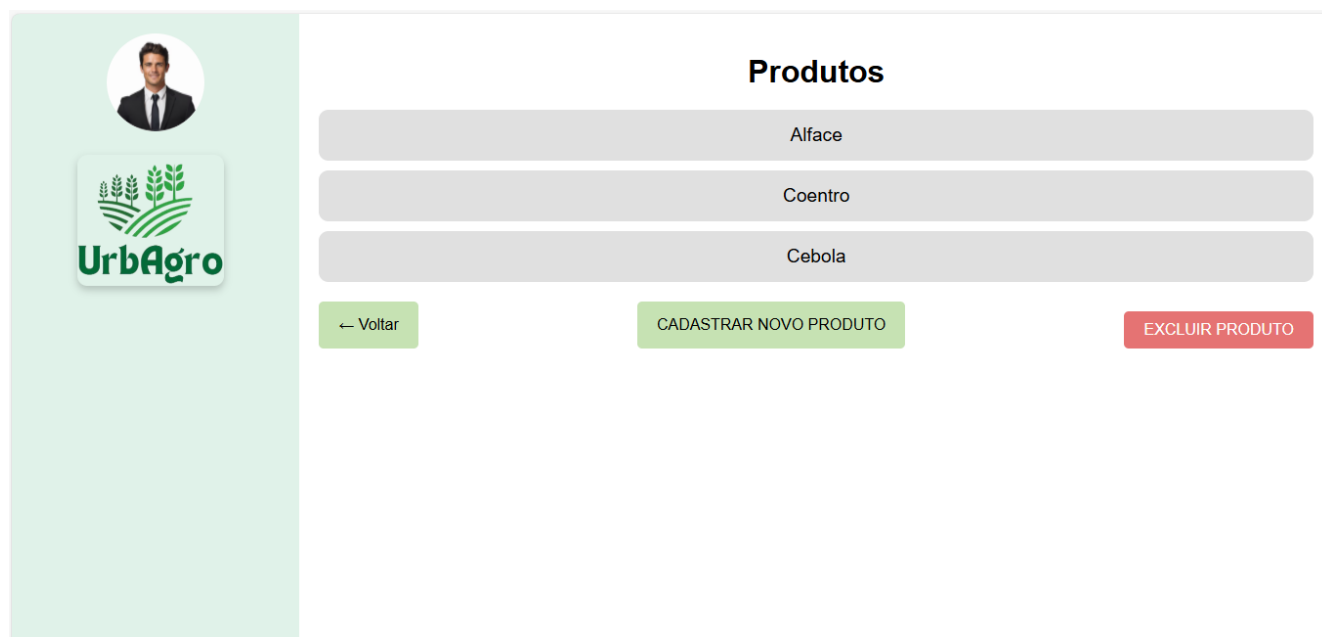 UrbAgro
Produtos
Alface
Coentro
Cebola
← Voltar
CADASTRAR NOVO PRODUTO
EXCLUIR PRODUTO